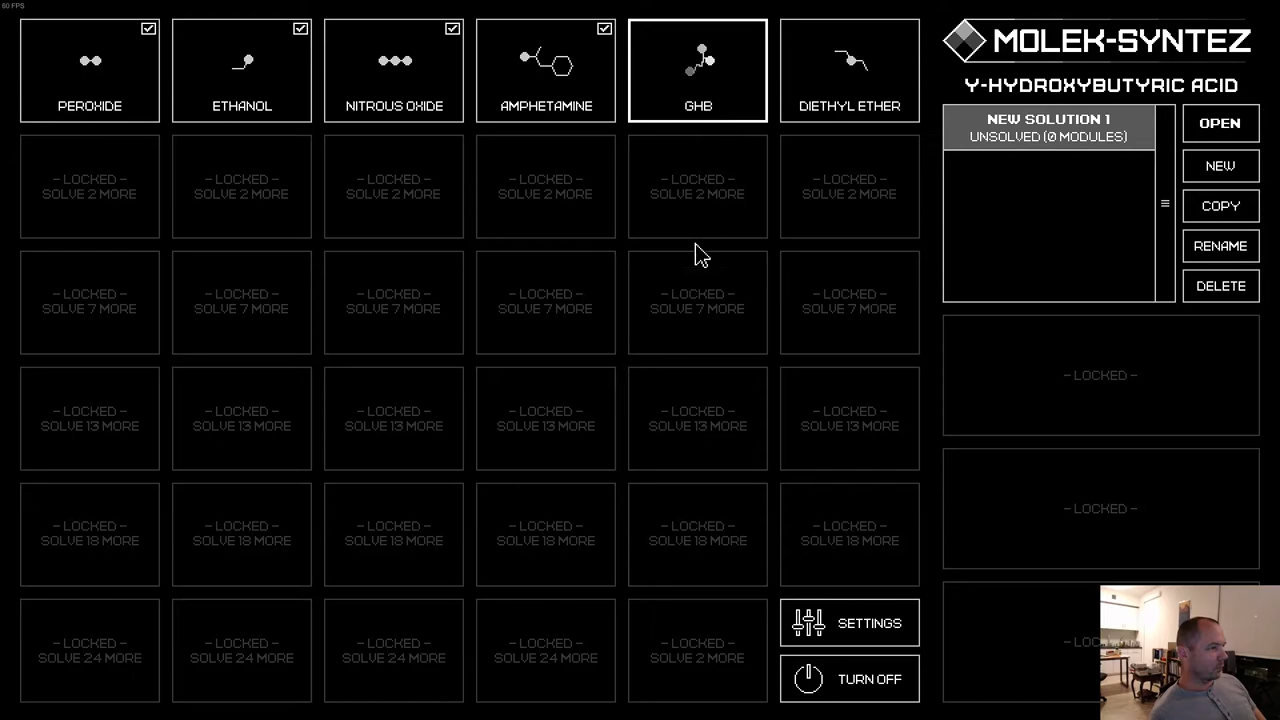 60 FPS
PEROXIDE
ETHANOL
NITROUS OXIDE
AMPHETAMINE
GHB
DIETHYL ETHER
- LOCKED -
SOLVE 2 MORE
- LOCKED -
SOLVE 2 MORE
- LOCKED -
SOLVE 2 MORE
- LOCKED -
SOLVE 2 MORE
- LOCKED -
SOLVE 2 MORE
- LOCKED -
SOLVE 2 MORE
- LOCKED -
SOLVE 7 MORE
- LOCKED -
SOLVE 7 MORE
- LOCKED -
SOLVE 7 MORE
- LOCKED -
SOLVE 7 MORE
- LOCKED -
SOLVE 7 MORE
- LOCKED -
SOLVE 7 MORE
- LOCKED -
SOLVE 13 MORE
- LOCKED -
SOLVE 13 MORE
- LOCKED -
SOLVE 13 MORE
- LOCKED -
SOLVE 13 MORE
- LOCKED -
SOLVE 13 MORE
- LOCKED -
SOLVE 13 MORE
- LOCKED -
SOLVE 18 MORE
- LOCKED -
SOLVE 18 MORE
- LOCKED -
SOLVE 18 MORE
- LOCKED -
SOLVE 18 MORE
- LOCKED -
SOLVE 18 MORE
- LOCKED -
SOLVE 18 MORE
- LOCKED -
SOLVE 24 MORE
- LOCKED -
SOLVE 24 MORE
- LOCKED -
SOLVE 24 MORE
- LOCKED -
SOLVE 24 MORE
- LOCKED -
SOLVE 2 MORE
SETTINGS
TURN OFF
MOLEK-SYNTEZ
Y-HYDROXYBUTYRIC ACID
NEW SOLUTION 1
UNSOLVED (0 MODULES)
OPEN
NEW
COPY
RENAME
DELETE
- LOCKED -
- LOCKED -